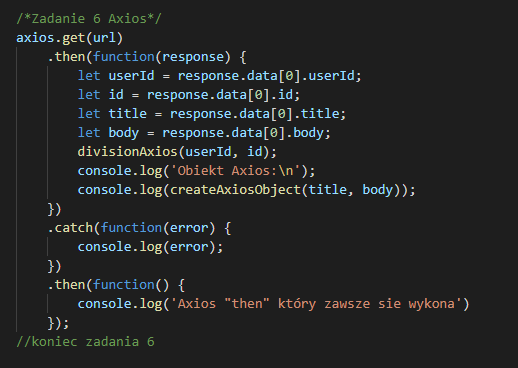 /*Zadanie 6 Axios*/
axios.get(url)
    .then(function(response) {
        let userId = response.data[0].userId;
        let id = response.data[0].id;
        let title = response.data[0].title;
        let body = response.data[0].body;
        divisionAxios(userId, id);
        console.log('Obiekt Axios:\n');
        console.log(createAxiosObject(title, body));
    })
    .catch(function(error) {
        console.log(error);
    })
    .then(function() {
        console.log('Axios "then" który zawsze sie wykona')
    });
//koniec zadania 6